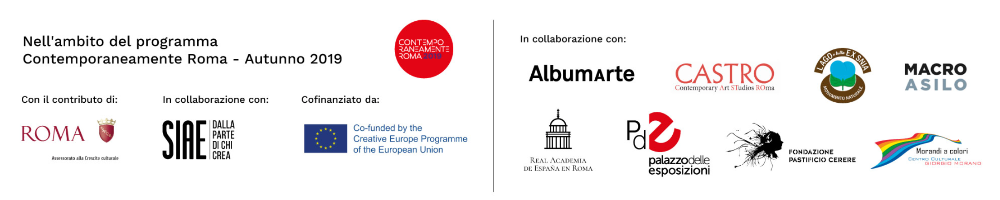 Nell'ambito del programma
Contemporaneamente Roma - Autunno 2019
CONTEMPO
RANEAMENTE
ROMA 2019
Con il contributo di:
ROMA
SPQR
Assessorato alla Crescita culturale
In collaborazione con:
SIAE
DALLA
PARTE
DI CHI
CREA
Cofinanziato da:
Co-funded by the
Creative Europe Programme
of the European Union
In collaborazione con:
AlbumArte
CASTRO
Contemporary Art STudios ROma
LAGO e tutta EX SNIA
MONUMENTO NATURALE
MACRO
ASILO
REAL ACADEMIA
DE ESPAÑA EN ROMA
Pde
palazzodelle
esposizioni
FONDAZIONE
PASTIFICIO CERERE
Morandi a colori
CENTRO CULTURALE
GIORGIO MORANDI